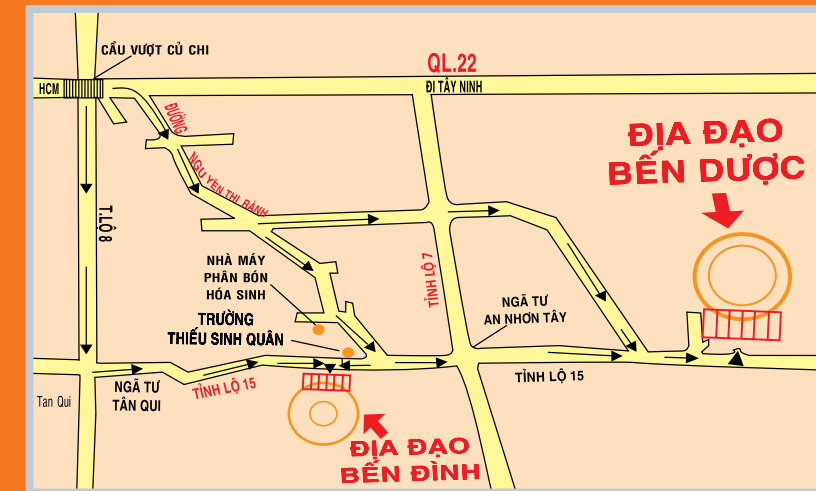 CẦU VƯỢT CỦ CHI
QL.22
HCM
ĐI TÂY NINH
ĐƯỜNG
NGUYỄN THỊ RÀNH
ĐỊA ĐẠO
BẾN DƯỢC
T.LỘ 8
NHÀ MÁY
PHÂN BÓN
HÓA SINH
TỈNH LỘ 7
NGÃ TƯ
AN NHƠN TÂY
TRƯỜNG
THIẾU SINH QUÂN
NGÃ TƯ
TÂN QUI
TỈNH LỘ 15
TỈNH LỘ 15
Tan Qui
ĐỊA ĐẠO
BẾN ĐÌNH